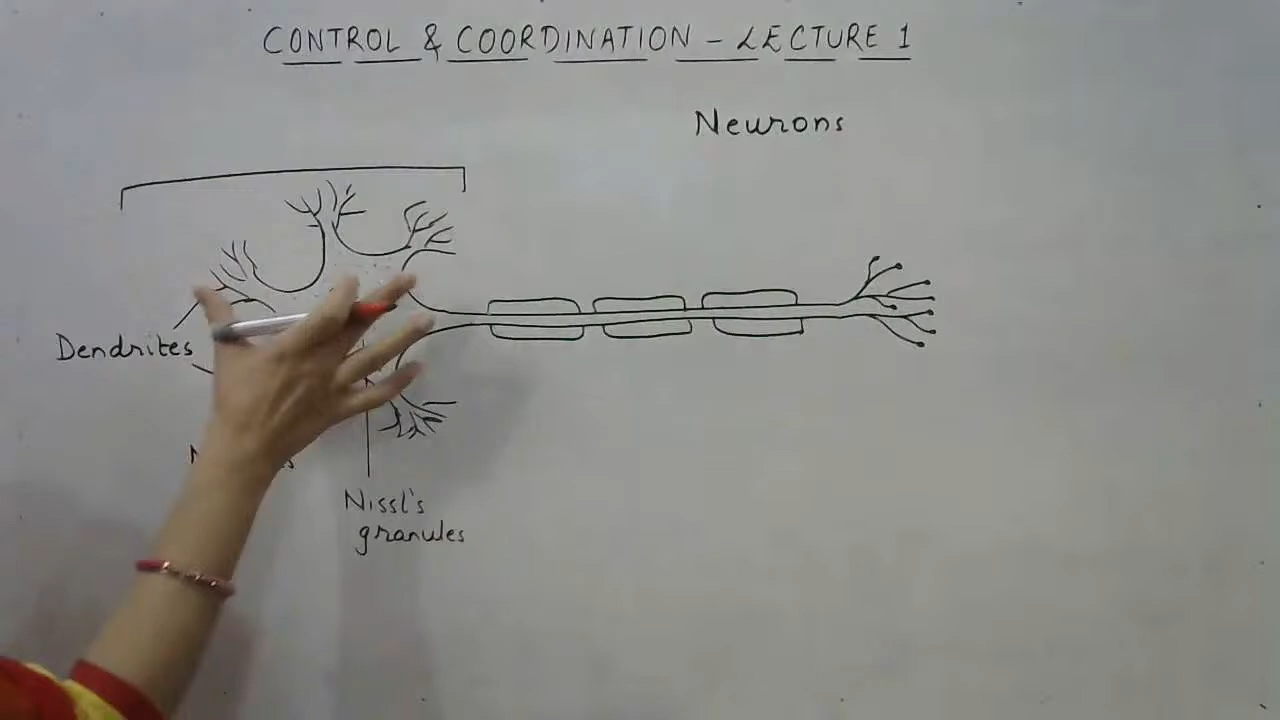 CONTROL & COORDINATION - LECTURE 1
Neurons
Dendrites
Nissl's
granules